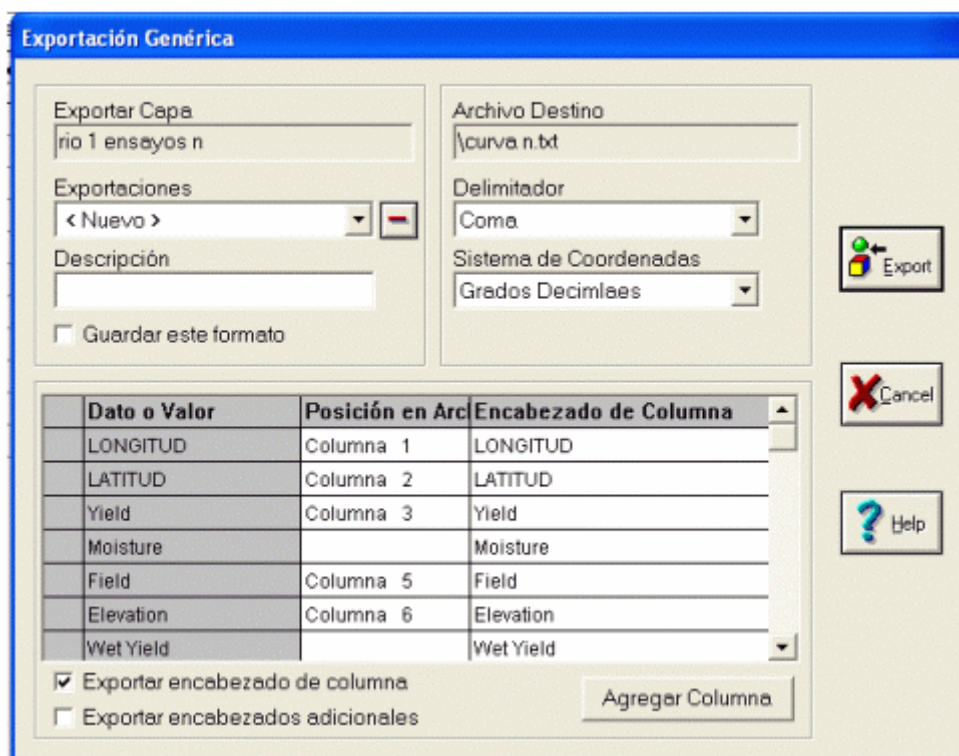 Exportación Genérica
Exportar Capa
rio 1 ensayos n
Exportaciones
< Nuevo >
Descripción
Guardar este formato
Archivo Destino
\curva n.txt
Delimitador
Coma
Sistema de Coordenadas
Grados Decimlaes
Export
Cancel
Help
Dato o Valor Posición en Arc Encabezado de Columna
LONGITUD Columna 1 LONGITUD
LATITUD Columna 2 LATITUD
Yield Columna 3 Yield
Moisture Moisture
Field Columna 5 Field
Elevation Columna 6 Elevation
Wet Yield Wet Yield
Exportar encabezado de columna
Exportar encabezados adicionales
Agregar Columna